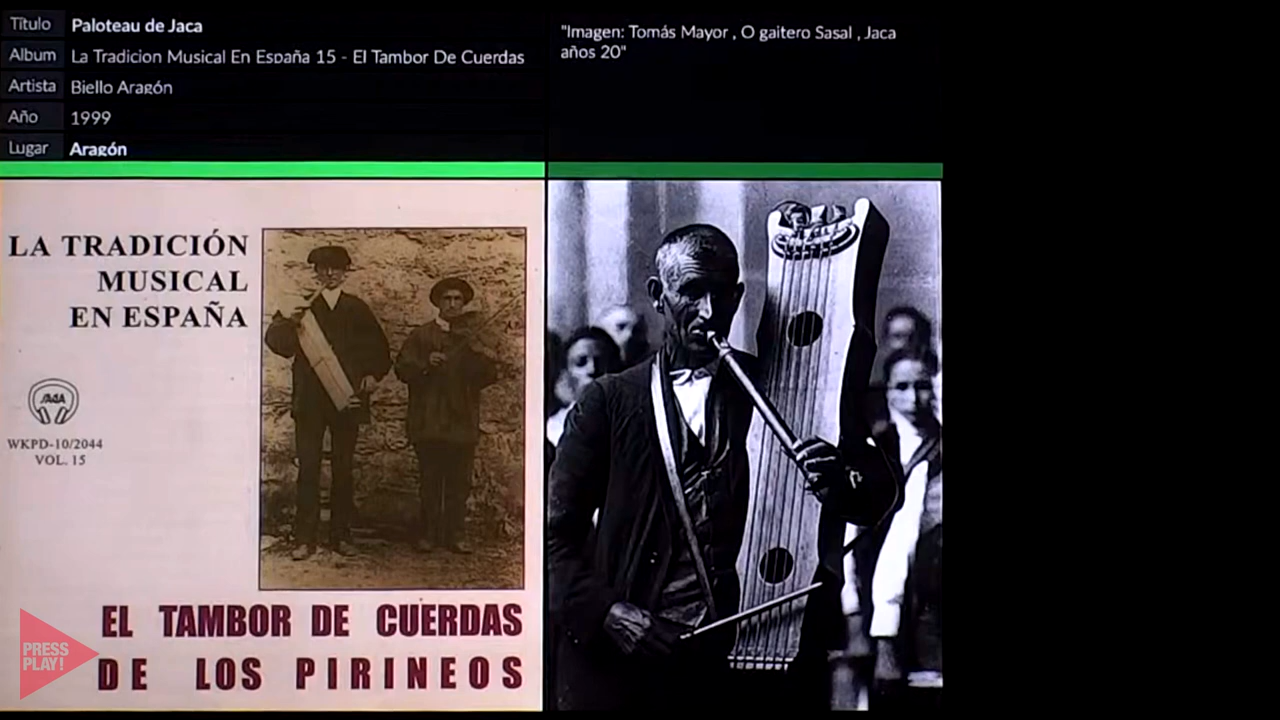 Título Paloteau de Jaca
Album La Tradicion Musical En España 15 - El Tambor De Cuerdas
Artista Biello Aragón
Año 1999
Lugar Aragón
"Imagen: Tomás Mayor , O gaitero Sasal , Jaca
años 20"
LA TRADICIÓN
MUSICAL
EN ESPAÑA
WKPD-10/2044
VOL. 15
EL TAMBOR DE CUERDAS
DE LOS PIRINEOS
PRESS
PLAY!